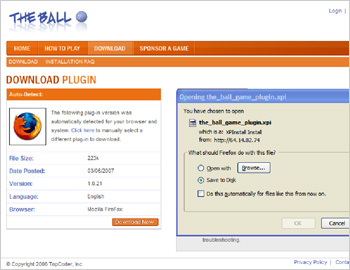 THE BALL
Login |
HOME HOW TO PLAY DOWNLOAD SPONSOR A GAME
DOWNLOAD INSTALLATION FAQ
DOWNLOAD PLUGIN
Auto-Detect:
The following plug-in version was
automatically detected for your browser and
system. Click here to manually select a
different plug-in to download.
File Size: 223k
Date Posted: 03/08/2007
Version: 1.0.21
Language: English
Browser: Mozilla FireFox
Download Now!
Opening the_ball_game_plugin.xpi
You have chosen to open
the_ball_game_plugin.xpi
which is a: XPInstall Install
from: http://64.14.82.74
What should Firefox do with this file?
Open with Browse...
Save to Disk
Do this automatically for files like this from now on.
OK Cancel
troubleshooting.
Copyright © 2006 TopCoder, Inc.
Privacy Policy | Contac